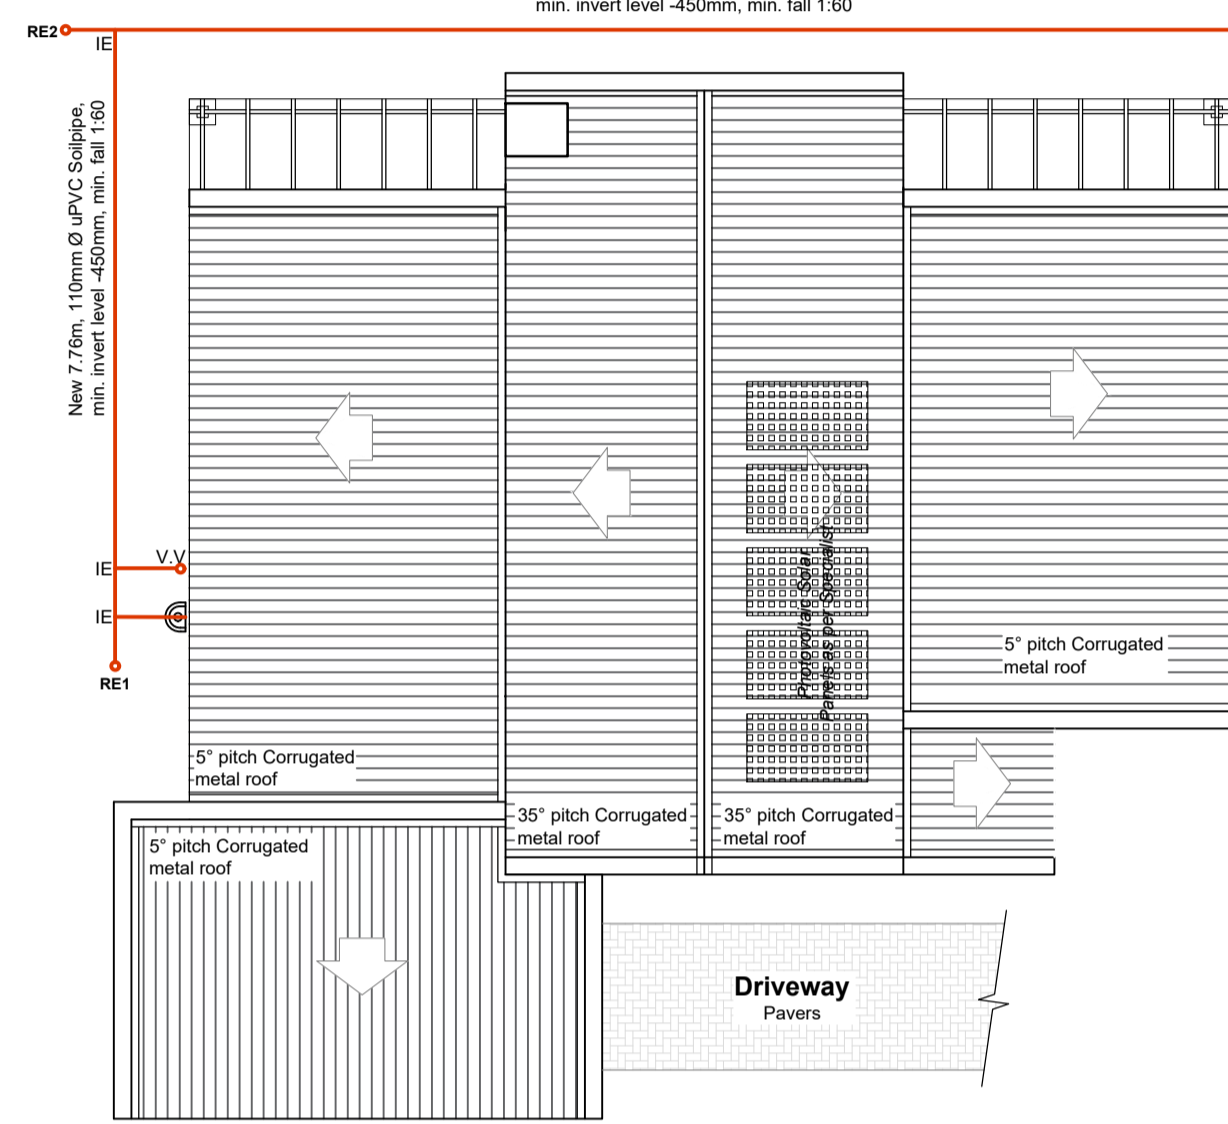 min. invert level -450mm, min. fall 1:60
RE2
IE
New 7.76m, 110mm Ø uPVC Soilpipe,
min. invert level -450mm, min. fall 1:60
V.V
IE
IE
RE1
Photovoltaic Solar
Panels as per Specialist
5° pitch Corrugated
metal roof
5° pitch Corrugated
metal roof
35° pitch Corrugated
metal roof
35° pitch Corrugated
metal roof
5° pitch Corrugated
metal roof
Driveway
Pavers